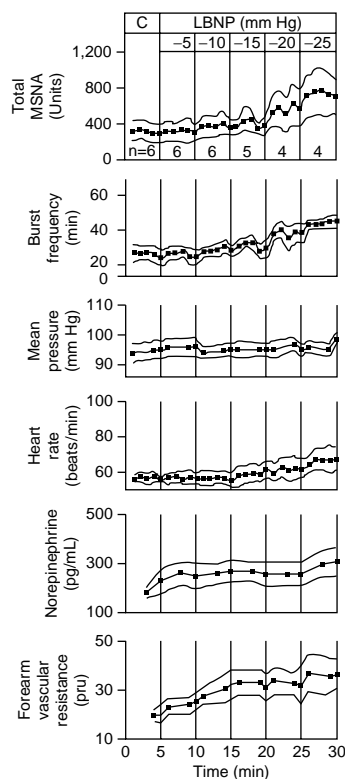 C LBNP (mm Hg)
–5 –10 –15 –20 –25
Total
MSNA
(Units)
1,200
800
400
0
n=6 6 6 5 4 4
Burst
frequency
(min)
60
40
20
0
Mean
pressure
(mm Hg)
110
100
90
Heart
rate
(beats/min)
100
80
60
Norepinephrine
(pg/mL)
500
300
100
Forearm
vascular
resistance
(pru)
50
30
10
0 5 10 15 20 25 30
Time (min)